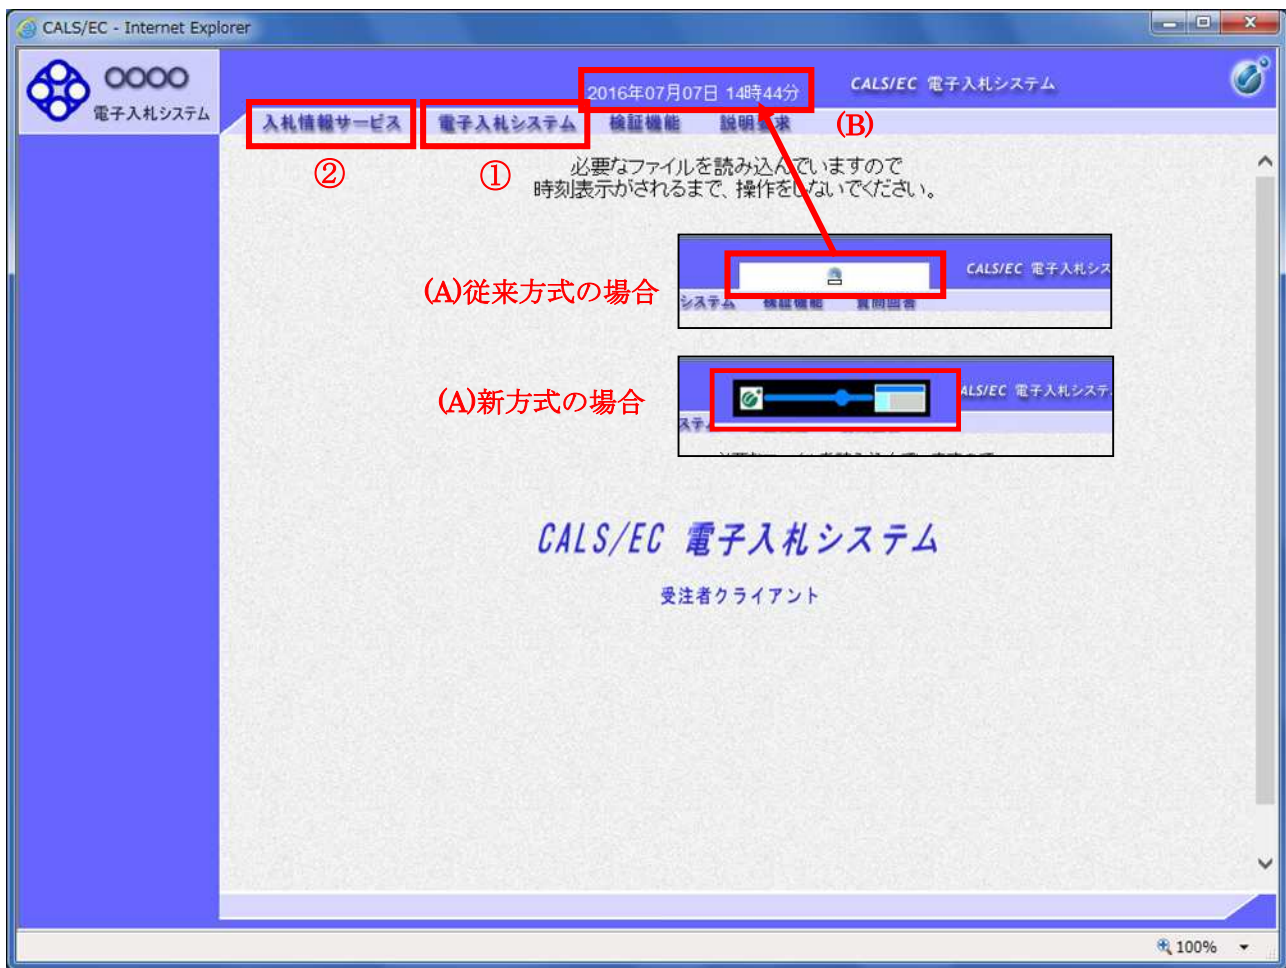 CALS/EC - Internet Explorer
〇〇〇〇
電子入札システム
2016年07月07日 14時44分
CALS/EC 電子入札システム
入札情報サービス 電子入札システム 検証機能 説明要求
(B)
② ①
必要なファイルを読み込んでいますので
時刻表示がされるまで、操作をしないでください。
(A)従来方式の場合
CALS/EC 電子入札シス
システム 検証機能 質問回答
(A)新方式の場合
ALS/EC 電子入札システ
ステ
CALS/EC 電子入札システム
受注者クライアント
100%